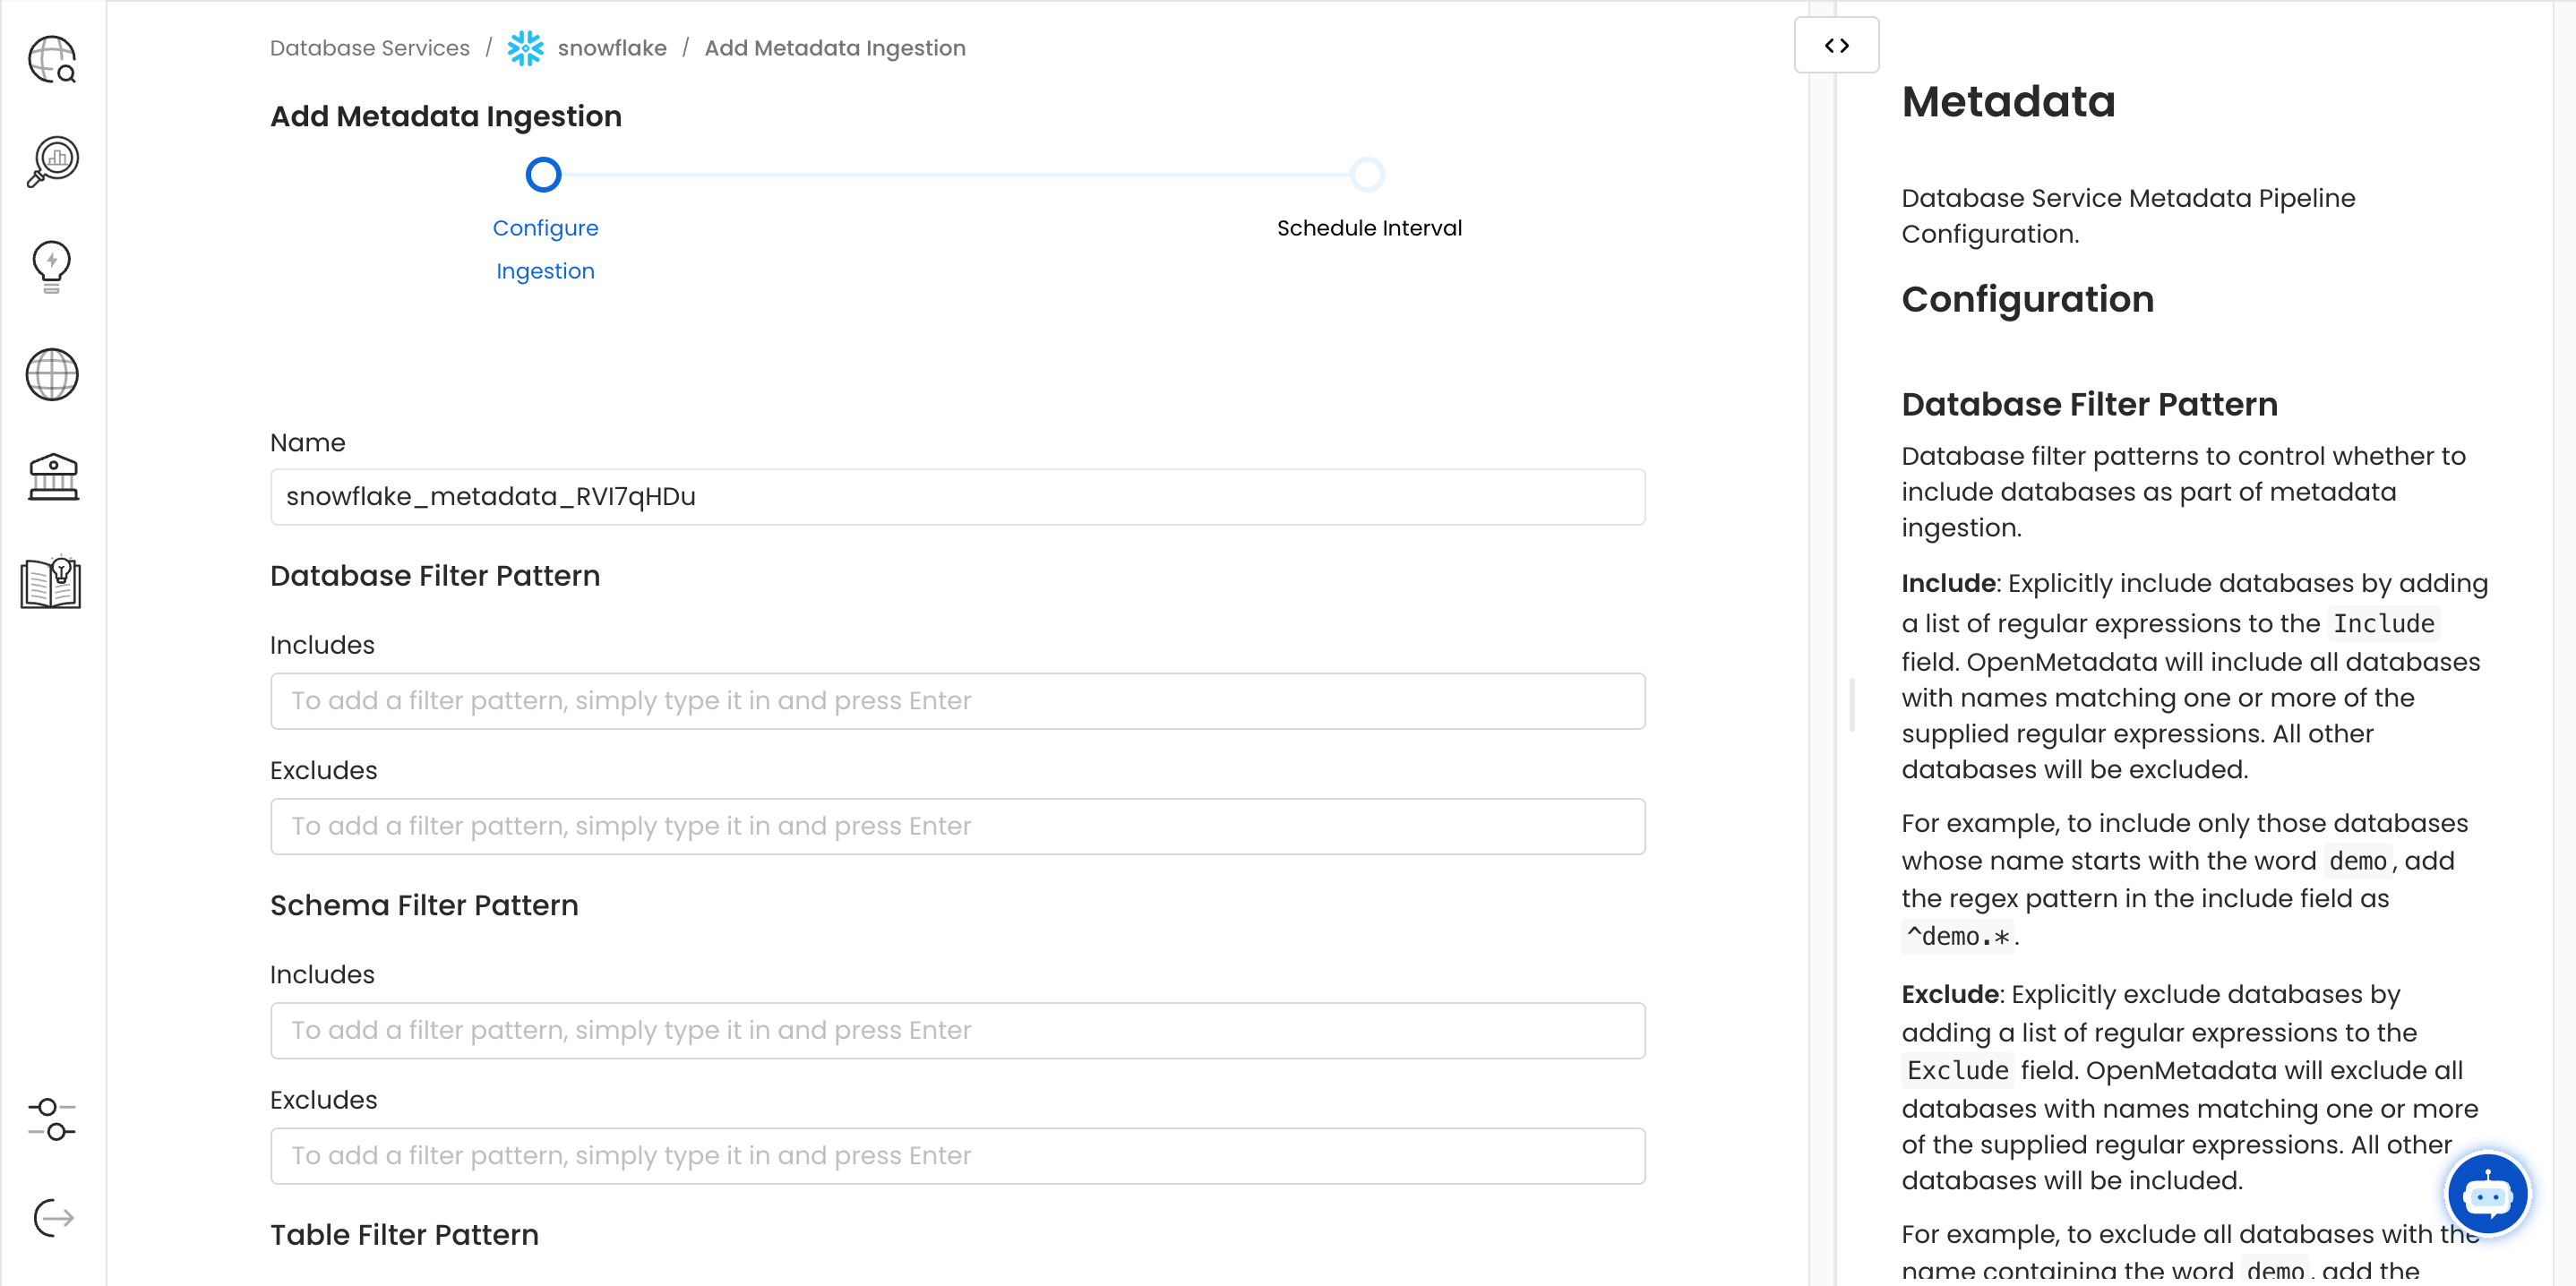 Database Services / snowflake / Add Metadata Ingestion
Add Metadata Ingestion
Configure
Ingestion
Schedule Interval
Name
snowflake_metadata_RVI7qHDu
Database Filter Pattern
Includes
To add a filter pattern, simply type it in and press Enter
Excludes
To add a filter pattern, simply type it in and press Enter
Schema Filter Pattern
Includes
To add a filter pattern, simply type it in and press Enter
Excludes
To add a filter pattern, simply type it in and press Enter
Table Filter Pattern
Metadata
Database Service Metadata Pipeline
Configuration.
Configuration
Database Filter Pattern
Database filter patterns to control whether to
include databases as part of metadata
ingestion.
Include: Explicitly include databases by adding
a list of regular expressions to the Include
field. OpenMetadata will include all databases
with names matching one or more of the
supplied regular expressions. All other
databases will be excluded.
For example, to include only those databases
whose name starts with the word demo, add
the regex pattern in the include field as
^demo.*.
Exclude: Explicitly exclude databases by
adding a list of regular expressions to the
Exclude field. OpenMetadata will exclude all
databases with names matching one or more
of the supplied regular expressions. All other
databases will be included.
For example, to exclude all databases with the
name containing the word demo, add the